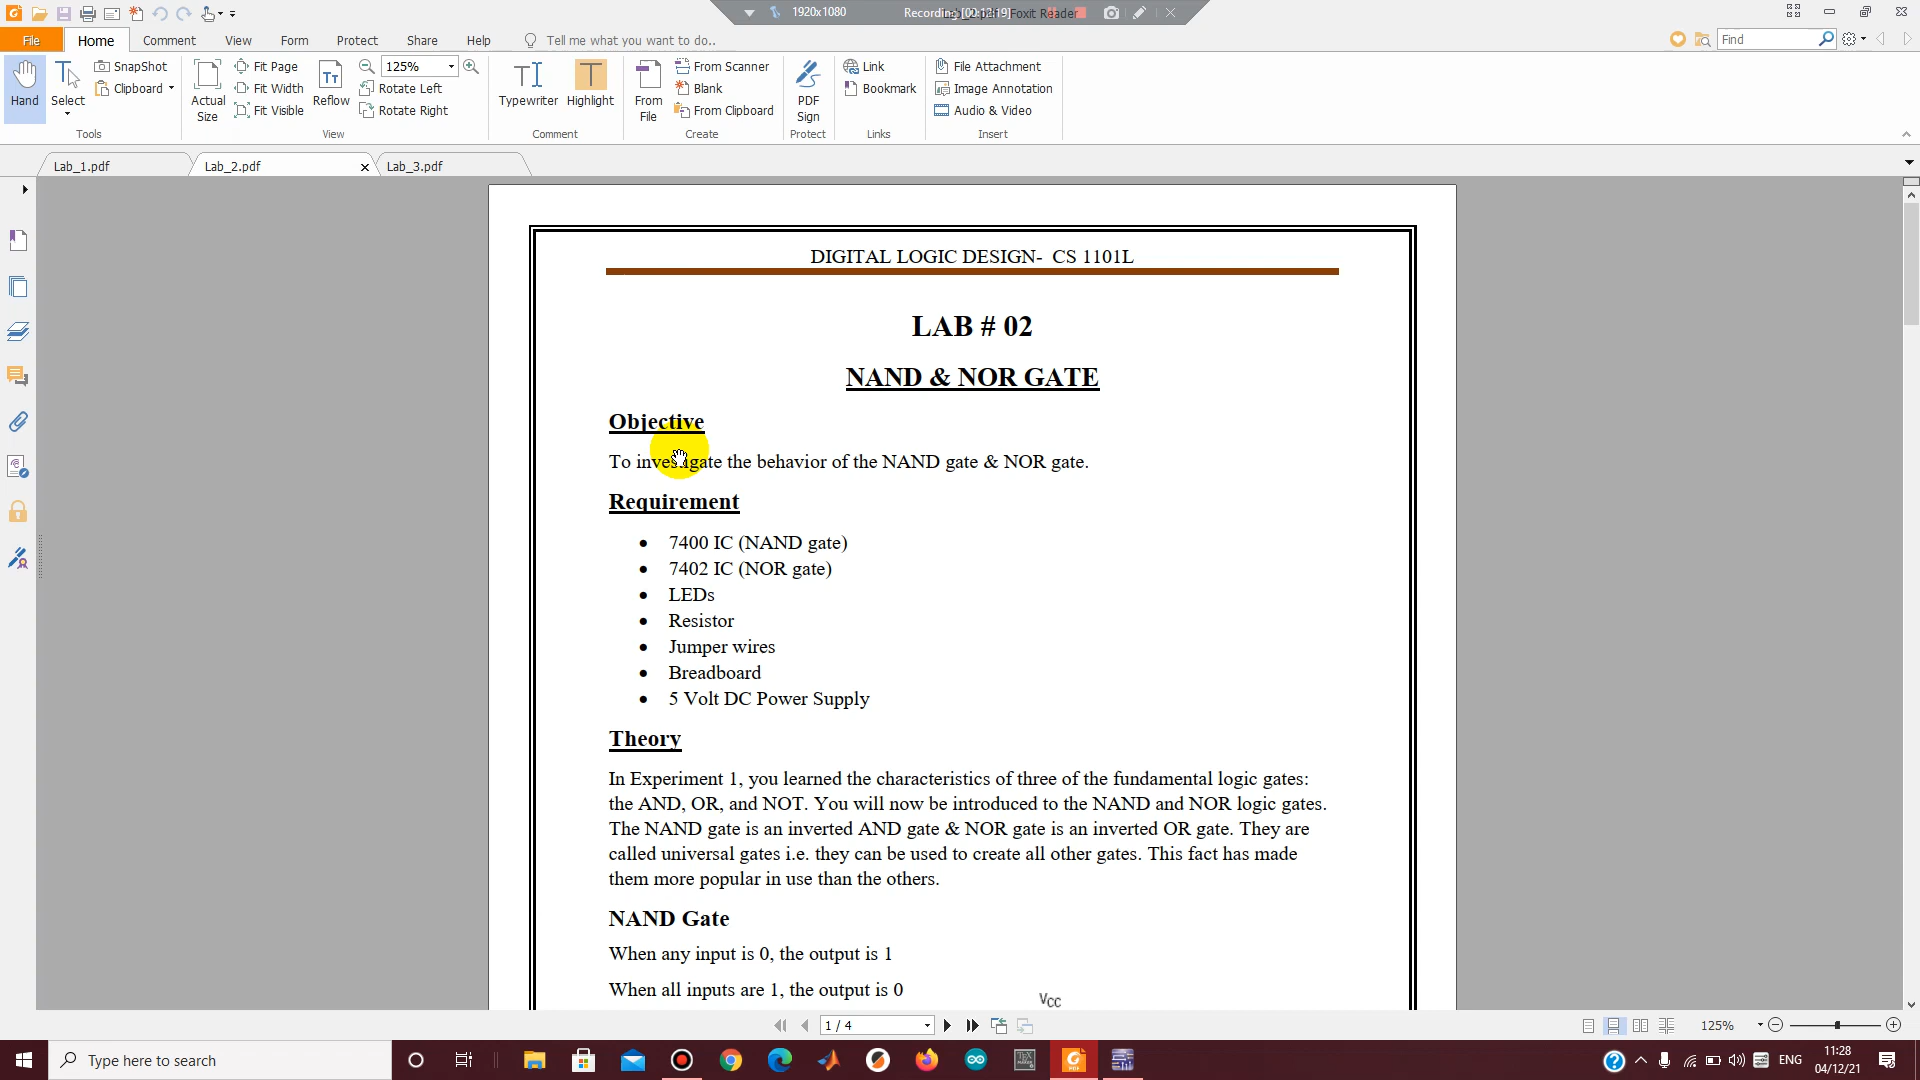 1920x1080
Recording [00:12:19]
Foxit Reader
File
Home
Comment
View
Form
Protect
Share
Help
Tell me what you want to do..
Find
Hand
Select
SnapShot
Clipboard
Tools
Actual
Size
Fit Page
Fit Width
Fit Visible
Reflow
125%
Rotate Left
Rotate Right
View
Typewriter
Highlight
Comment
From
File
From Scanner
Blank
From Clipboard
Create
PDF
Sign
Protect
Link
Bookmark
Links
File Attachment
Image Annotation
Audio & Video
Insert
Lab_1.pdf
Lab_2.pdf
Lab_3.pdf
DIGITAL LOGIC DESIGN- CS 1101L
LAB # 02
NAND & NOR GATE
Objective
To investigate the behavior of the NAND gate & NOR gate.
Requirement
• 7400 IC (NAND gate)
• 7402 IC (NOR gate)
• LEDs
• Resistor
• Jumper wires
• Breadboard
• 5 Volt DC Power Supply
Theory
In Experiment 1, you learned the characteristics of three of the fundamental logic gates:
the AND, OR, and NOT. You will now be introduced to the NAND and NOR logic gates.
The NAND gate is an inverted AND gate & NOR gate is an inverted OR gate. They are
called universal gates i.e. they can be used to create all other gates. This fact has made
them more popular in use than the others.
NAND Gate
When any input is 0, the output is 1
When all inputs are 1, the output is 0
VCC
1 / 4
125%
Type here to search
ENG
11:28
04/12/21